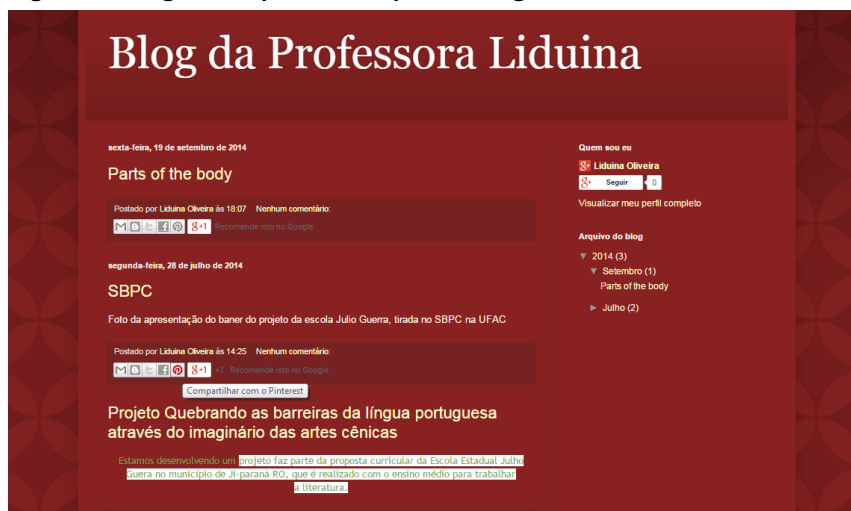 Blog da Professora Liduina
sexta-feira, 19 de setembro de 2014
Parts of the body
Postado por Liduina Oliveira às 18:07 Nenhum comentário:
g+1 Recomende isto no Google
segunda-feira, 28 de julho de 2014
SBPC
Foto da apresentação do baner do projeto da escola Julio Guerra, tirada no SBPC na UFAC
Postado por Liduina Oliveira às 14:25 Nenhum comentário:
g+1 +1 Recomende isto no Google
Compartilhar com o Pinterest
Projeto Quebrando as barreiras da língua portuguesa
através do imaginário das artes cênicas
Estamos desenvolvendo um projeto faz parte da proposta curricular da Escola Estadual Julho
Guera no município de Ji-paraná RO, que é realizado com o ensino médio para trabalhar
a literatura.
Quem sou eu
g+ Liduina Oliveira
g+ Seguir 0
Visualizar meu perfil completo
Arquivo do blog
▼ 2014 (3)
▼ Setembro (1)
Parts of the body
► Julho (2)